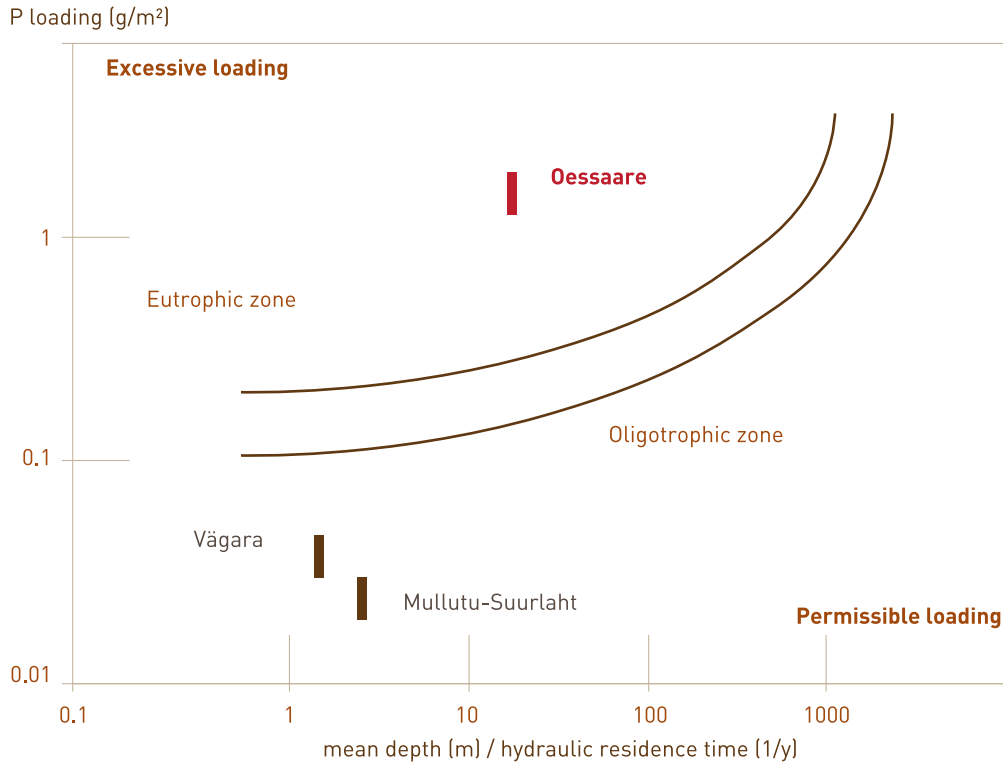 P loading (g/m²)
Excessive loading
Oessaare
1
Eutrophic zone
Oligotrophic zone
0.1
Vägara
Mullutu-Suurlaht
Permissible loading
0.01
0.1 1 10 100 1000
mean depth (m) / hydraulic residence time (1/y)